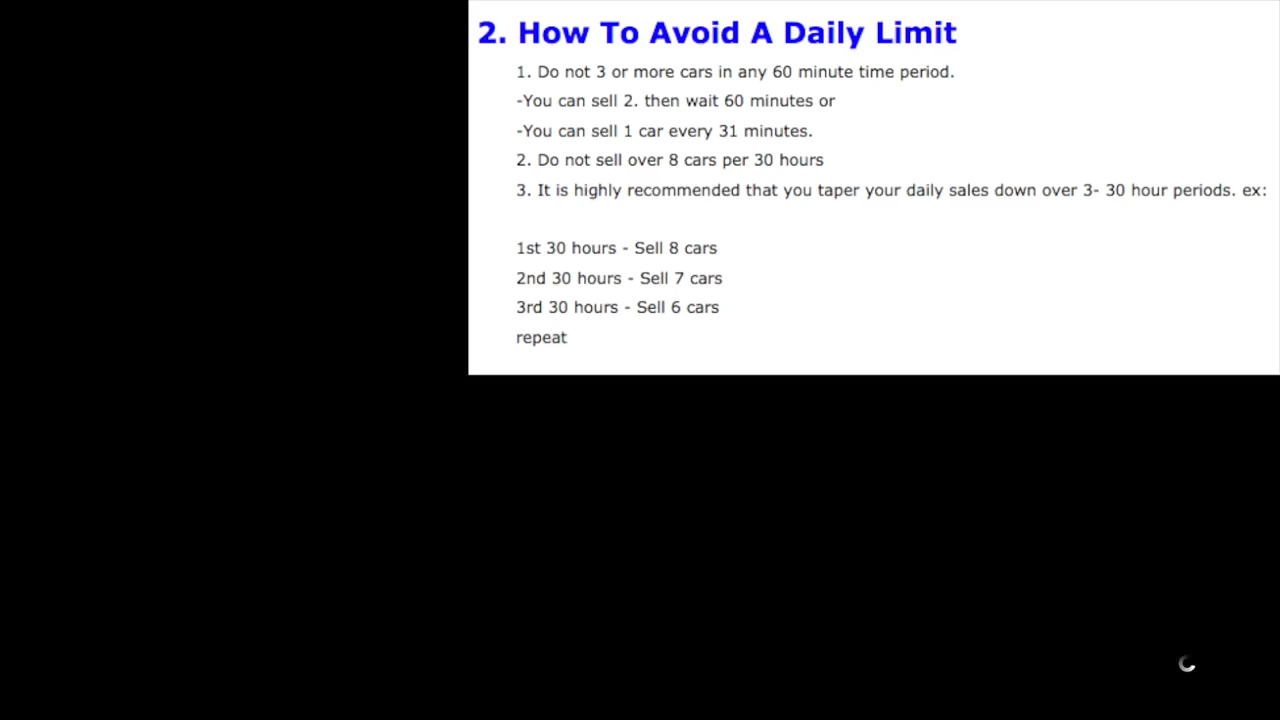 2. How To Avoid A Daily Limit
1. Do not 3 or more cars in any 60 minute time period.
-You can sell 2. then wait 60 minutes or
-You can sell 1 car every 31 minutes.
2. Do not sell over 8 cars per 30 hours
3. It is highly recommended that you taper your daily sales down over 3- 30 hour periods. ex:
1st 30 hours - Sell 8 cars
2nd 30 hours - Sell 7 cars
3rd 30 hours - Sell 6 cars
repeat